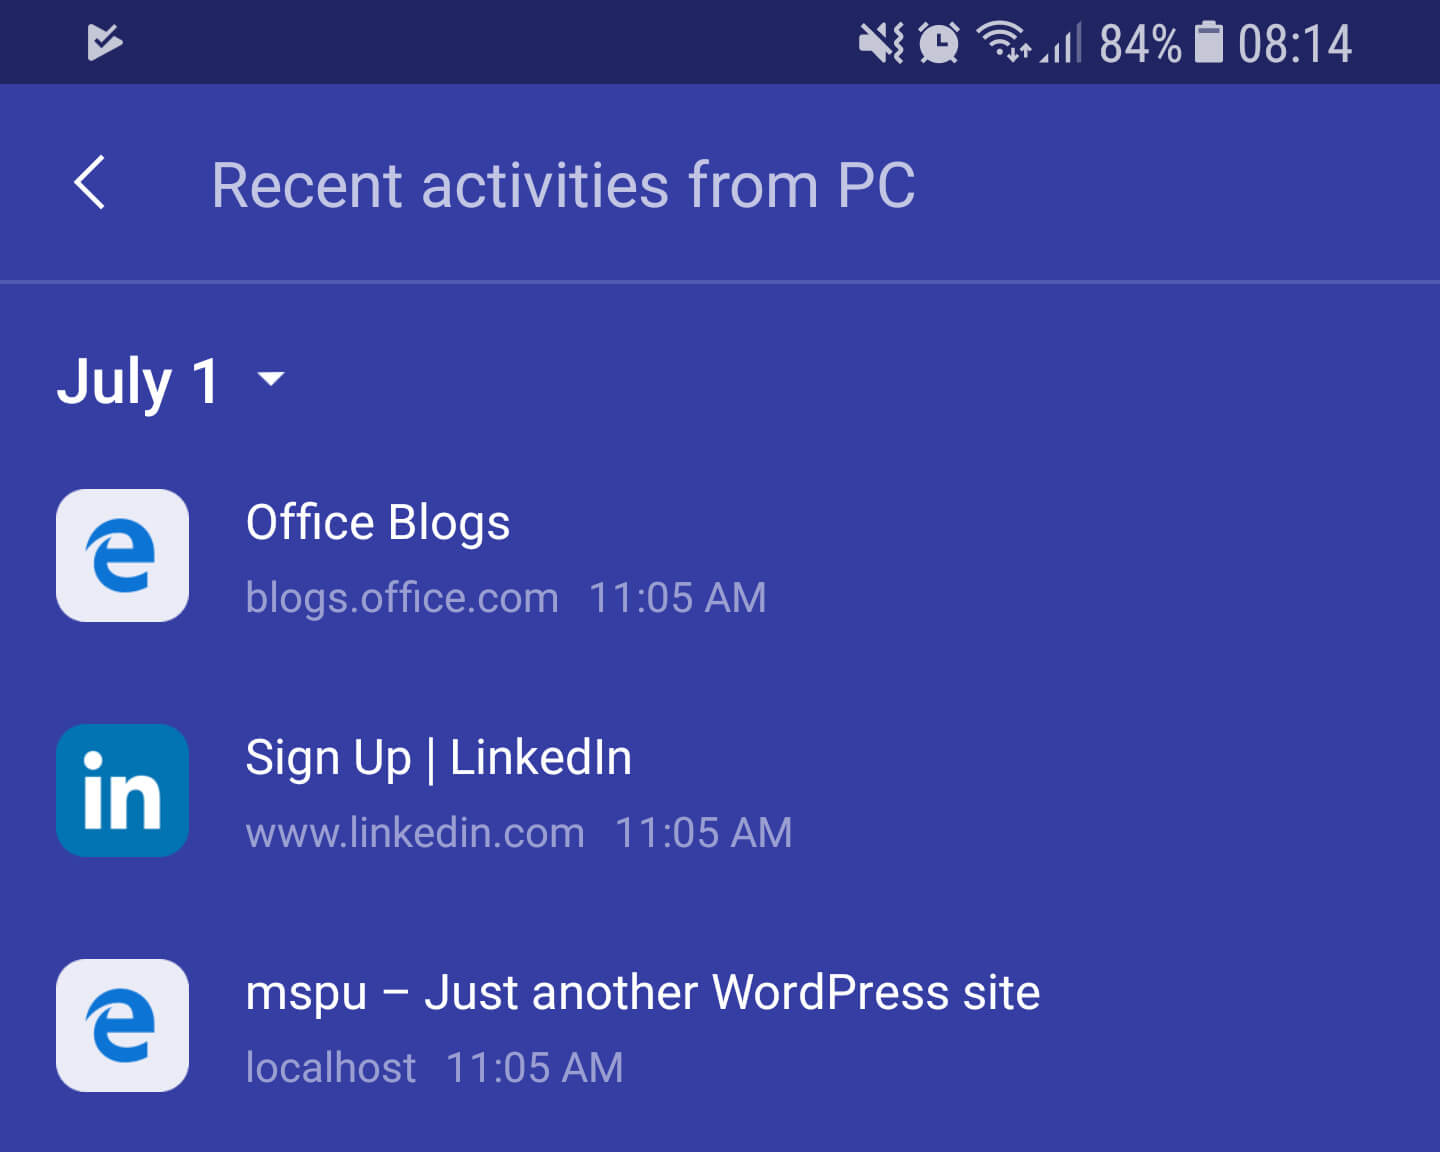 84% 08:14
Recent activities from PC
July 1
Office Blogs
blogs.office.com 11:05 AM
in
Sign Up | LinkedIn
www.linkedin.com 11:05 AM
mspu – Just another WordPress site
localhost 11:05 AM